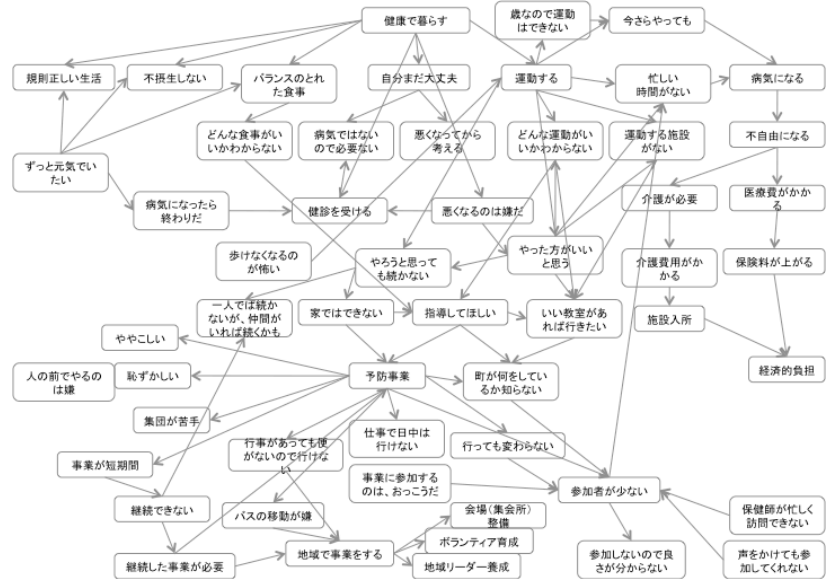 健康で暮らす
歳なので運動
はできない
今さらやっても
規則正しい生活
不摂生しない
バランスのとれ
た食事
自分まだ大丈夫
運動する
忙しい
時間がない
病気になる
どんな食事がい
いかわからない
病気ではない
ので必要ない
悪くなってから
考える
どんな運動がい
いかわからない
運動する施設
がない
不自由になる
ずっと元気でい
たい
病気になったら
終わりだ
健診を受ける
悪くなるのは嫌だ
介護が必要
医療費がかか
る
歩けなくなるの
が怖い
やろうと思って
も続かない
やった方がいい
と思う
介護費用がか
かる
保険料が上がる
一人では続か
ないが、仲間が
いれば続くかも
家ではできない
指導してほしい
いい教室があ
れば行きたい
施設入所
ややこしい
経済的負担
人の前でやるの
は嫌
恥ずかしい
予防事業
町が何をしてい
るか知らない
集団が苦手
行事があっても便
がないので行けな
い
仕事で日中は
行けない
行っても変わらない
事業が短期間
事業に参加する
のは、おっこうだ
参加者が少ない
継続できない
バスの移動が嫌
会場(集会所)
整備
保健師が忙しく
訪問できない
継続した事業が必要
地域で事業をする
ボランティア育成
地域リーダー養成
参加しないので良
さが分からない
声をかけても参
加してくれない